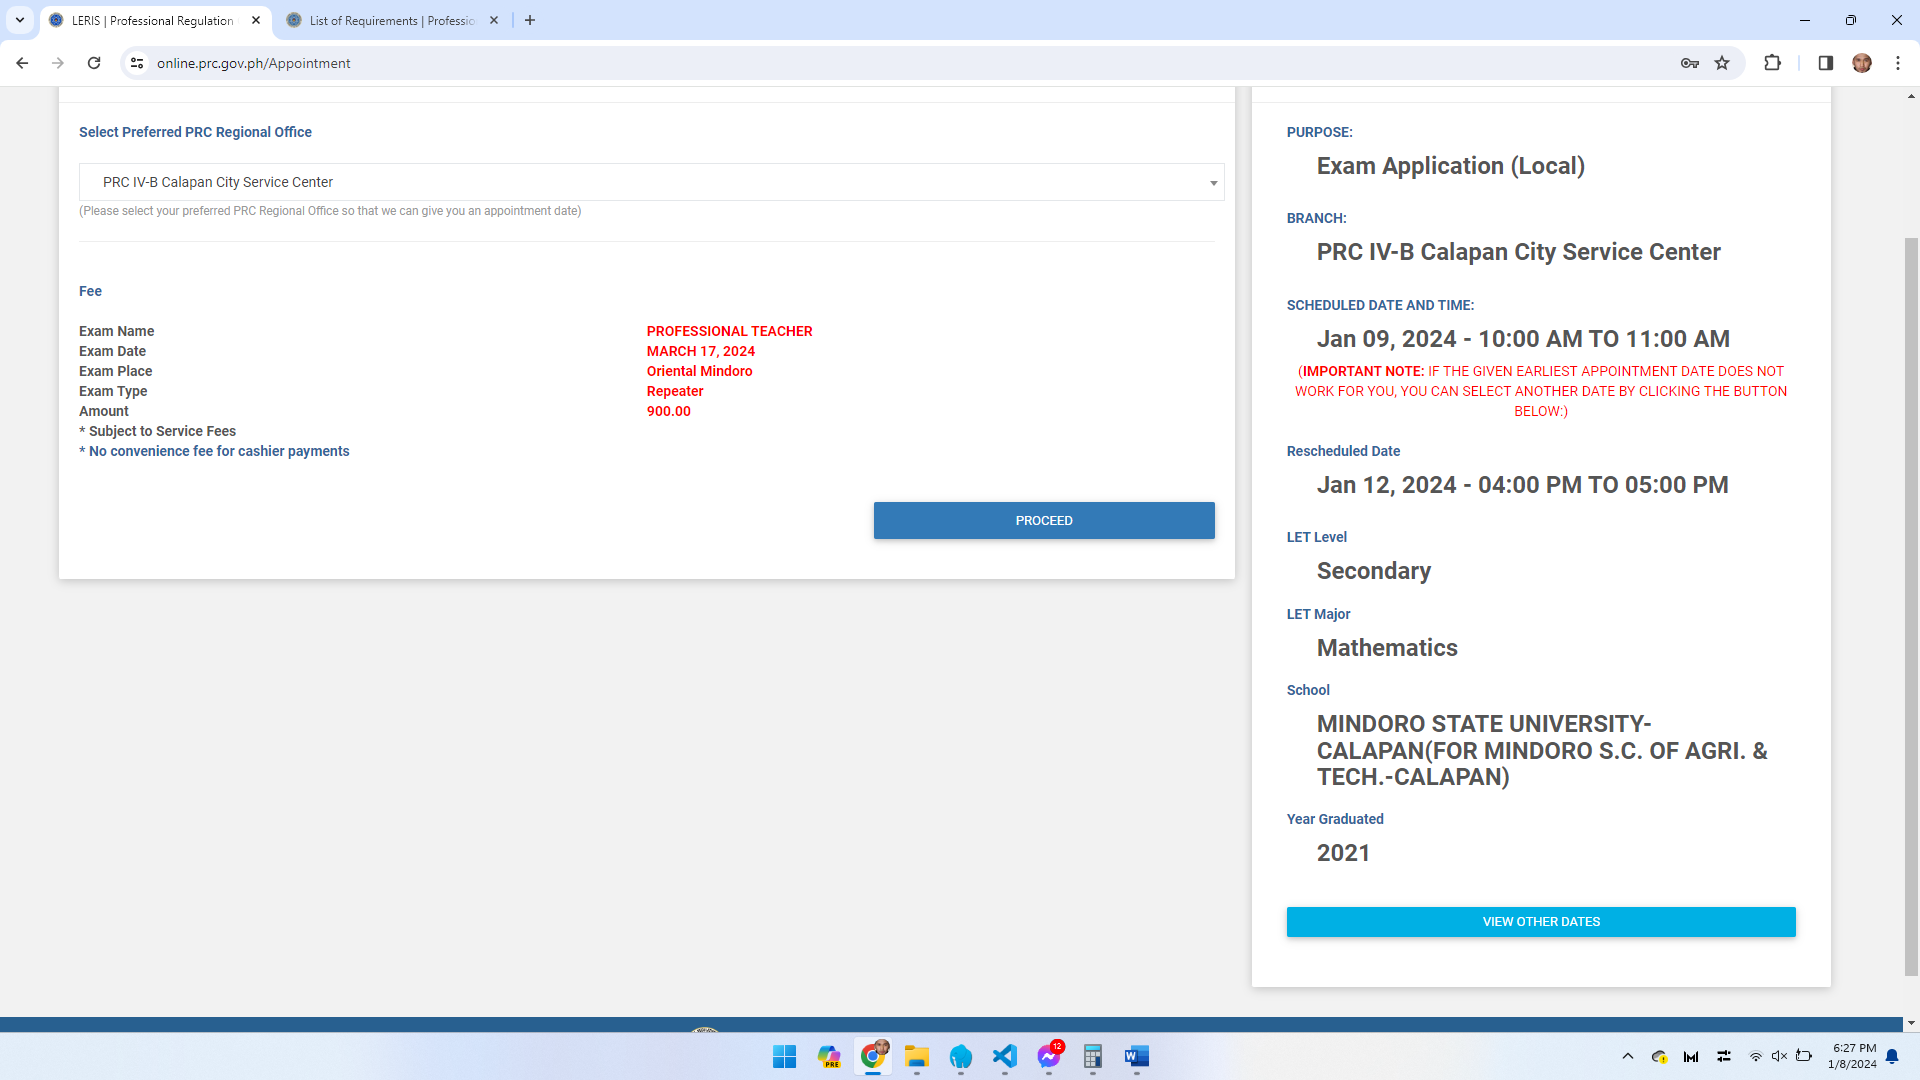 LERIS | Professional Regulation
List of Requirements | Professio
online.prc.gov.ph/Appointment
Select Preferred PRC Regional Office
PRC IV-B Calapan City Service Center
(Please select your preferred PRC Regional Office so that we can give you an appointment date)
Fee
Exam Name PROFESSIONAL TEACHER
Exam Date MARCH 17, 2024
Exam Place Oriental Mindoro
Exam Type Repeater
Amount 900.00
* Subject to Service Fees
* No convenience fee for cashier payments
PROCEED
PURPOSE:
Exam Application (Local)
BRANCH:
PRC IV-B Calapan City Service Center
SCHEDULED DATE AND TIME:
Jan 09, 2024 - 10:00 AM TO 11:00 AM
(IMPORTANT NOTE: IF THE GIVEN EARLIEST APPOINTMENT DATE DOES NOT
WORK FOR YOU, YOU CAN SELECT ANOTHER DATE BY CLICKING THE BUTTON
BELOW:)
Rescheduled Date
Jan 12, 2024 - 04:00 PM TO 05:00 PM
LET Level
Secondary
LET Major
Mathematics
School
MINDORO STATE UNIVERSITY-
CALAPAN(FOR MINDORO S.C. OF AGRI. &
TECH.-CALAPAN)
Year Graduated
2021
VIEW OTHER DATES
PRE
12
W
6:27 PM
1/8/2024